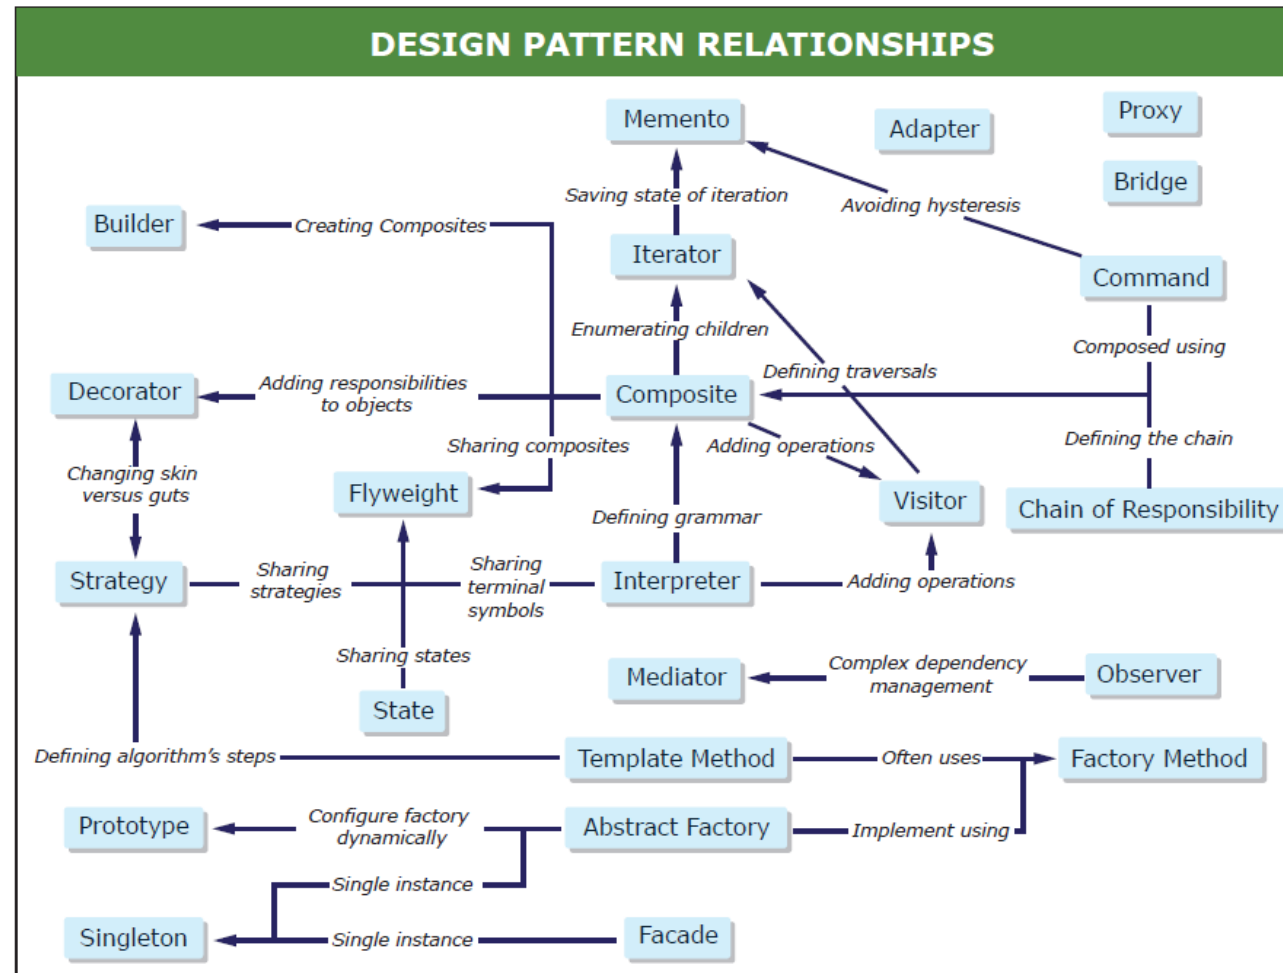 DESIGN PATTERN RELATIONSHIPS
Memento
Adapter
Proxy
Bridge
Saving state of iteration
Avoiding hysteresis
Builder
Creating Composites
Iterator
Command
Enumerating children
Composed using
Decorator
Adding responsibilities
to objects
Composite
Defining traversals
Sharing composites
Adding operations
Defining the chain
Changing skin
versus guts
Flyweight
Visitor
Chain of Responsibility
Defining grammar
Strategy
Sharing
strategies
Sharing
terminal
symbols
Interpreter
Adding operations
Sharing states
Mediator
Complex dependency
management
Observer
State
Defining algorithm's steps
Template Method
Often uses
Factory Method
Prototype
Configure factory
dynamically
Abstract Factory
Implement using
Single instance
Singleton
Single instance
Facade